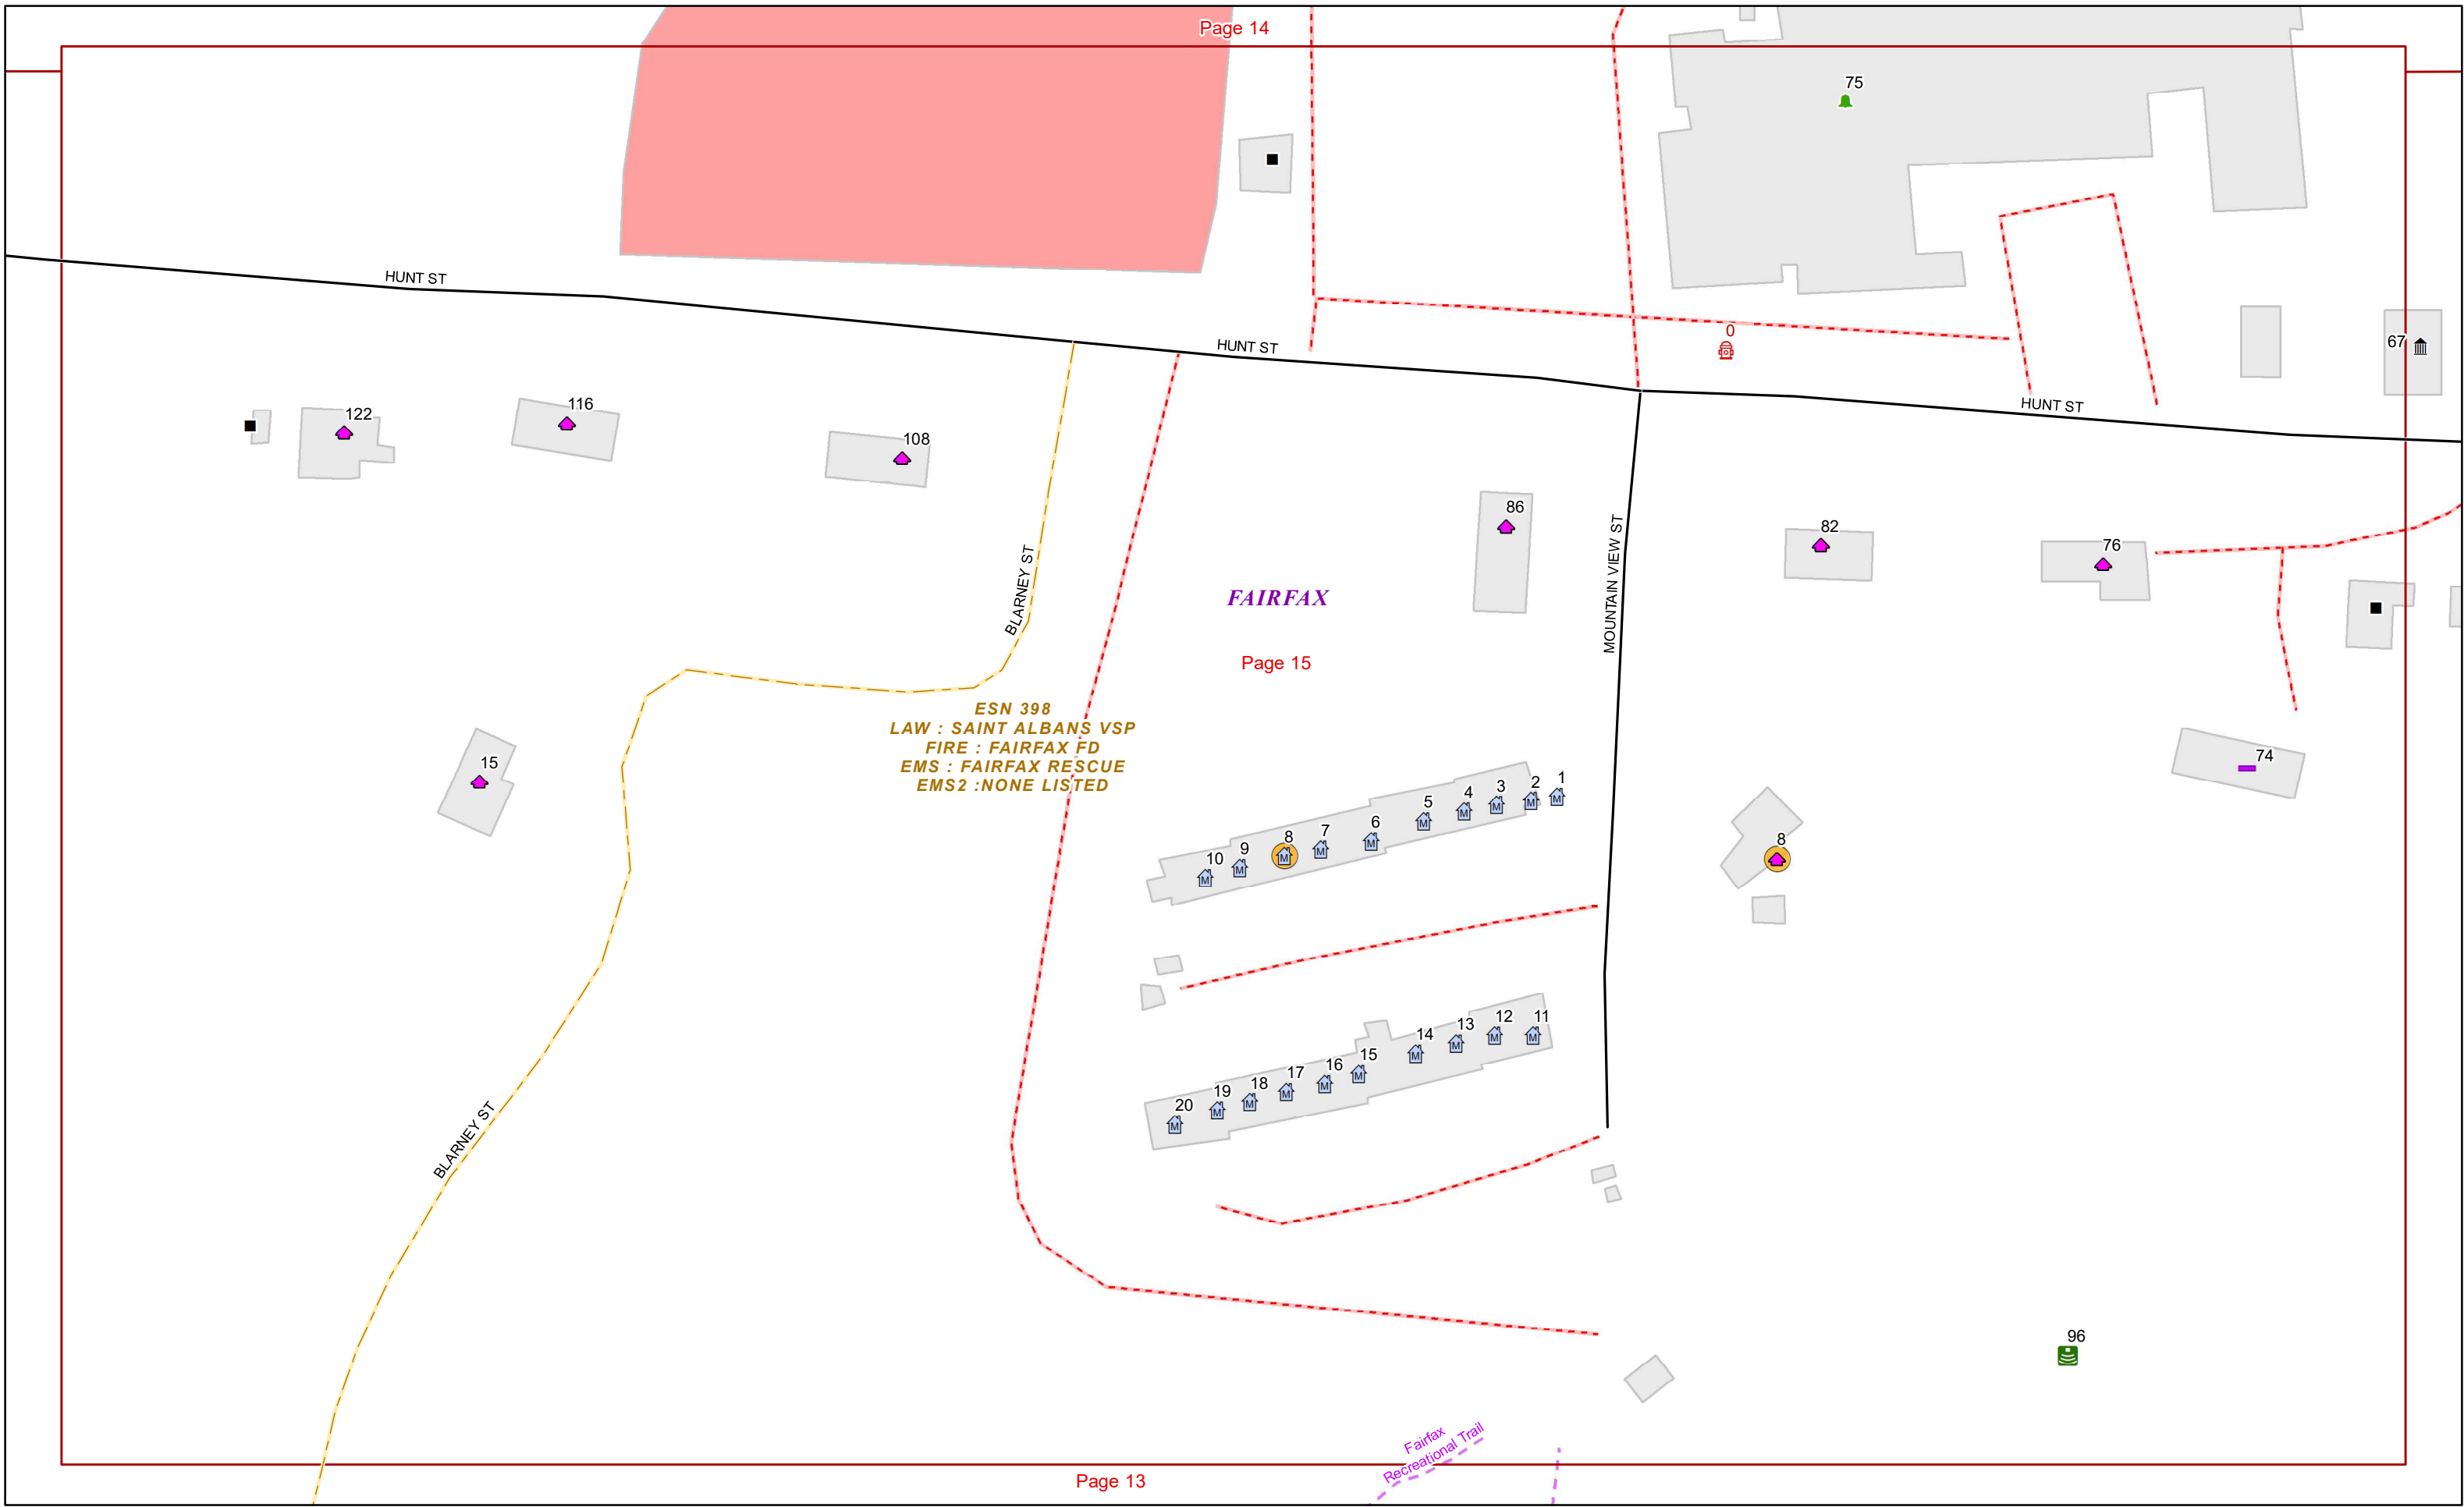 Page 14
75
HUNT ST
0
HUNT ST
67
HUNT ST
122
116
108
86
82
76
BLARNEY ST
MOUNTAIN VIEW ST
FAIRFAX
Page 15
ESN 398
LAW : SAINT ALBANS VSP
FIRE : FAIRFAX FD
EMS : FAIRFAX RESCUE
EMS2 :NONE LISTED
15
74
10
9
8
7
6
5
4
3
2
1
8
M
M
M
M
M
M
M
M
M
M
20
19
18
17
16
15
14
13
12
11
M
M
M
M
M
M
M
M
M
M
BLARNEY ST
96
Fairfax
Recreational Trail
Page 13